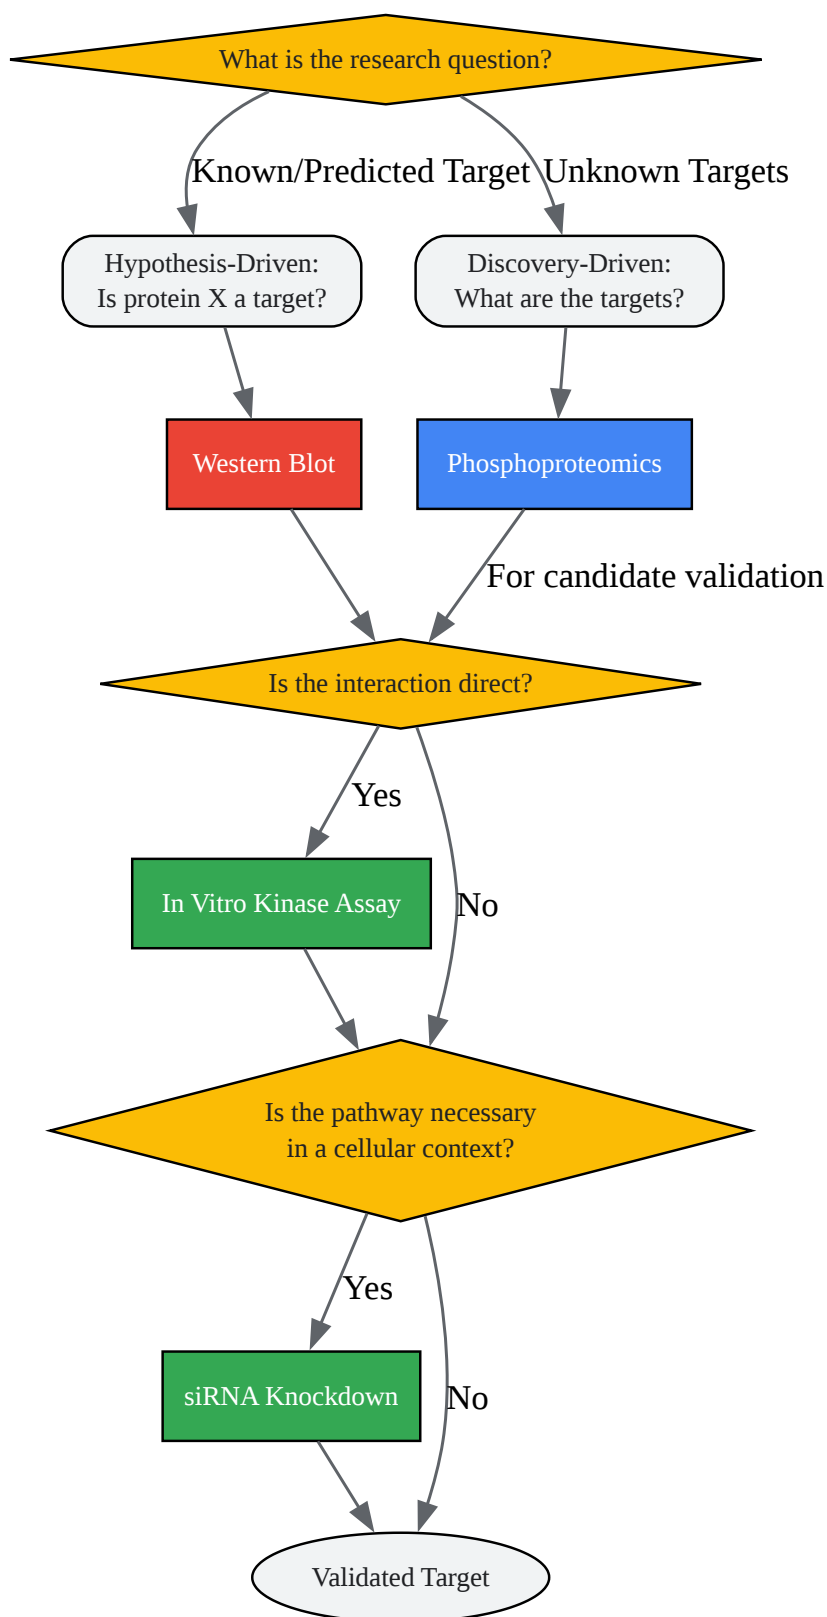 What is the research question?
Known/Predicted Target
Unknown Targets
Hypothesis-Driven:
Is protein X a target?
Discovery-Driven:
What are the targets?
Western Blot
Phosphoproteomics
For candidate validation
Is the interaction direct?
Yes
In Vitro Kinase Assay
No
Is the pathway necessary
in a cellular context?
Yes
siRNA Knockdown
No
Validated Target